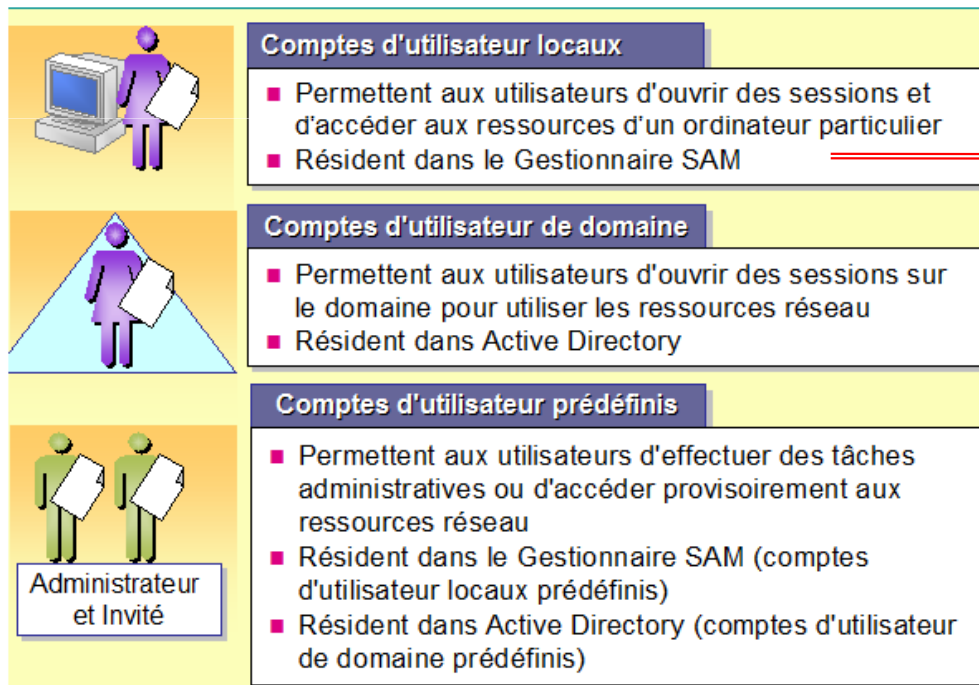 Comptes d'utilisateur locaux
■ Permettent aux utilisateurs d'ouvrir des sessions et
d'accéder aux ressources d'un ordinateur particulier
■ Résident dans le Gestionnaire SAM
Comptes d'utilisateur de domaine
■ Permettent aux utilisateurs d'ouvrir des sessions sur
le domaine pour utiliser les ressources réseau
■ Résident dans Active Directory
Comptes d'utilisateur prédéfinis
■ Permettent aux utilisateurs d'effectuer des tâches
administratives ou d'accéder provisoirement aux
ressources réseau
■ Résident dans le Gestionnaire SAM (comptes
d'utilisateur locaux prédéfinis)
■ Résident dans Active Directory (comptes d'utilisateur
de domaine prédéfinis)
Administrateur
et Invité